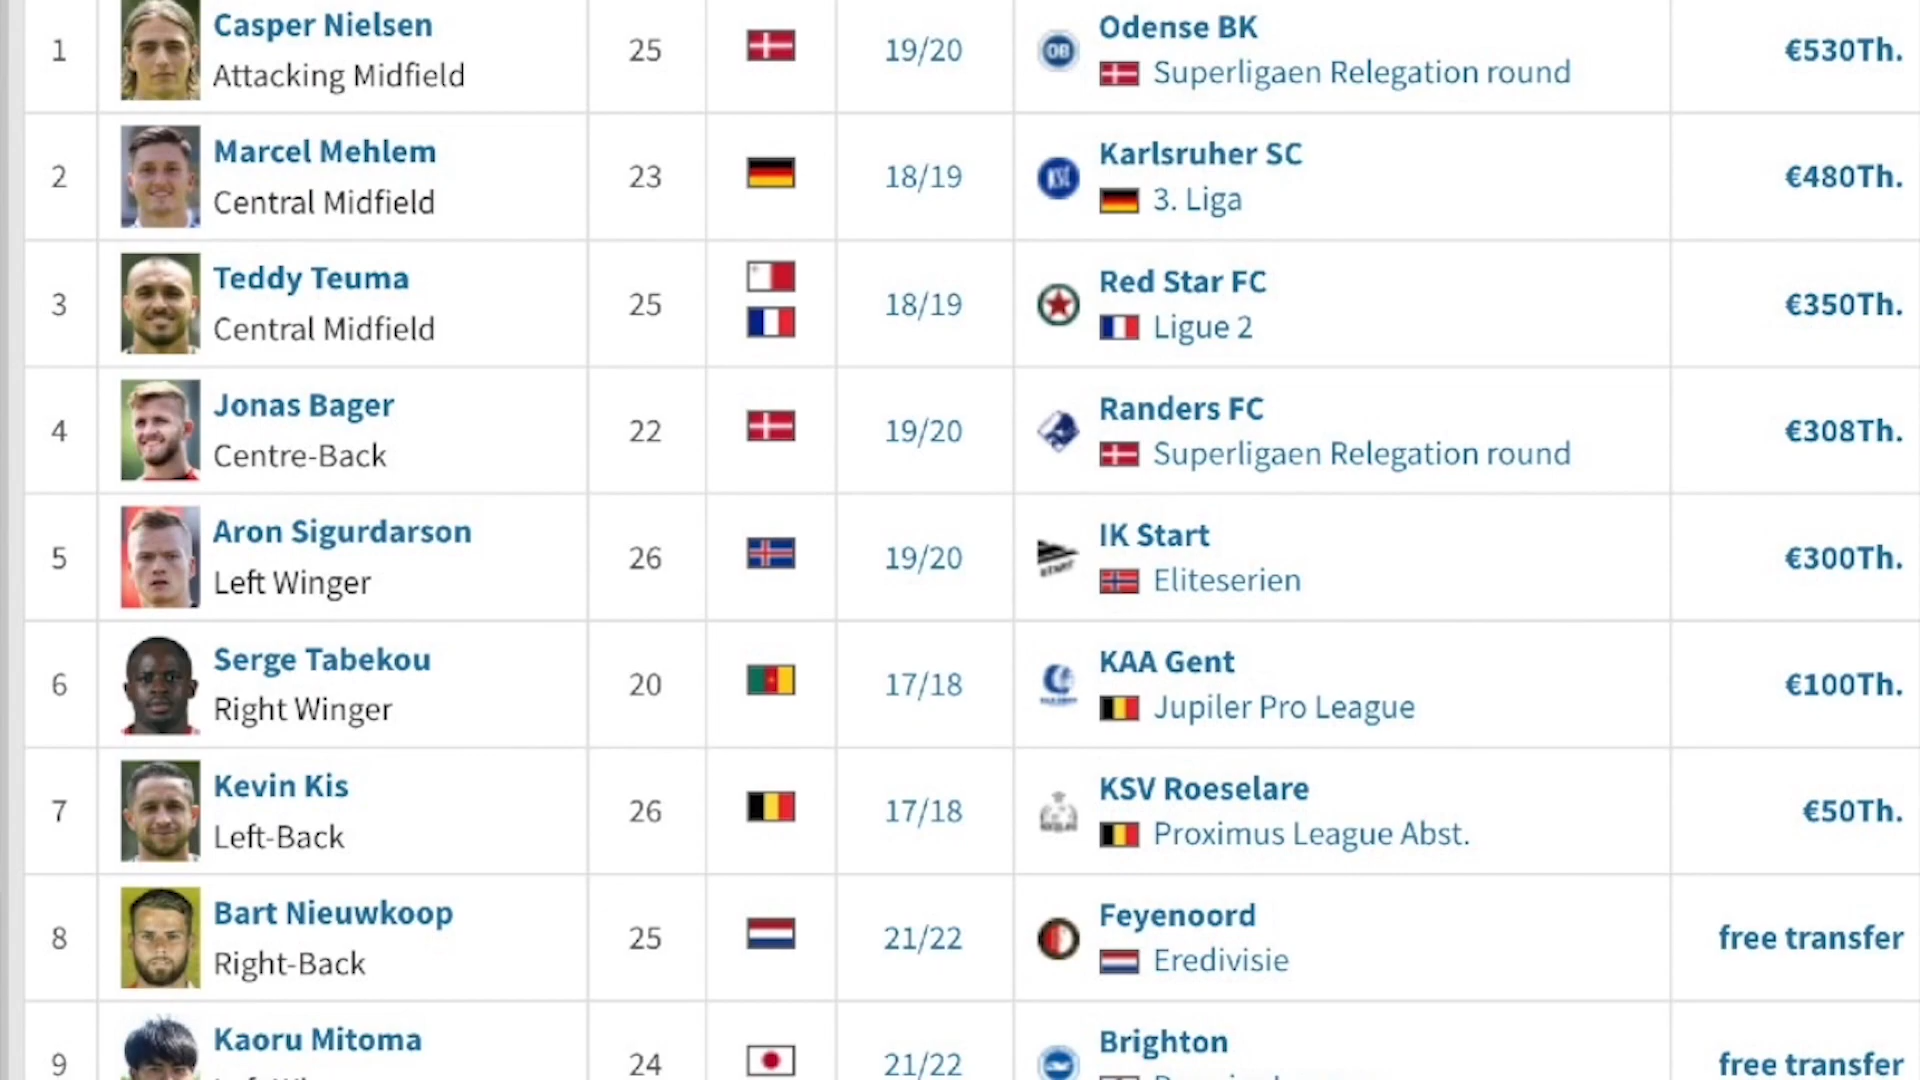 1 Casper Nielsen 25 19/20 Odense BK €530Th.
Attacking Midfield Superligaen Relegation round
2 Marcel Mehlem 23 18/19 Karlsruher SC €480Th.
Central Midfield 3. Liga
3 Teddy Teuma 25 18/19 Red Star FC €350Th.
Central Midfield Ligue 2
4 Jonas Bager 22 19/20 Randers FC €308Th.
Centre-Back Superligaen Relegation round
5 Aron Sigurdarson 26 19/20 IK Start €300Th.
Left Winger Eliteserien
6 Serge Tabekou 20 17/18 KAA Gent €100Th.
Right Winger Jupiler Pro League
7 Kevin Kis 26 17/18 KSV Roeselare €50Th.
Left-Back Proximus League Abst.
8 Bart Nieuwkoop 25 21/22 Feyenoord free transfer
Right-Back Eredivisie
9 Kaoru Mitoma 24 21/22 Brighton free transfer